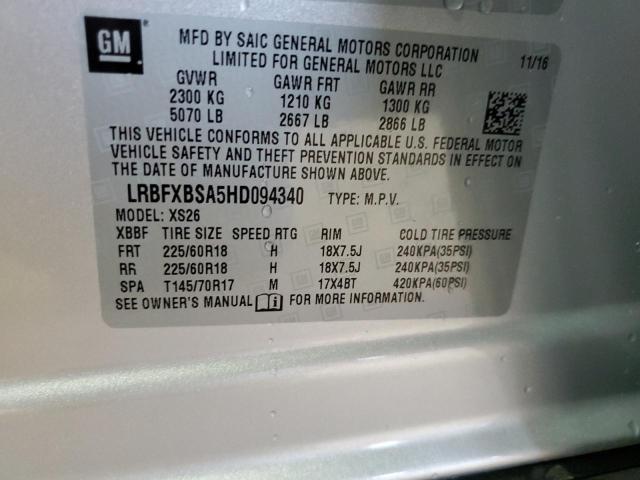 GM
MFD BY SAIC GENERAL MOTORS CORPORATION
LIMITED FOR GENERAL MOTORS LLC 11/16
GVWR GAWR FRT GAWR RR
2300 KG 1210 KG 1300 KG
5070 LB 2667 LB 2866 LB
THIS VEHICLE CONFORMS TO ALL APPLICABLE U.S. FEDERAL MOTOR
VEHICLE SAFETY AND THEFT PREVENTION STANDARDS IN EFFECT ON
THE DATE OF MANUFACTURE SHOWN ABOVE.
LRBFXBSA5HD094340 TYPE: M.P.V.
MODEL: XS26
XBBF TIRE SIZE SPEED RTG RIM COLD TIRE PRESSURE
FRT 225/60R18 H 18X7.5J 240KPA(35PSI)
RR 225/60R18 H 18X7.5J 240KPA(35PSI)
SPA T145/70R17 M 17X4BT 420KPA(60PSI)
SEE OWNER'S MANUAL FOR MORE INFORMATION.